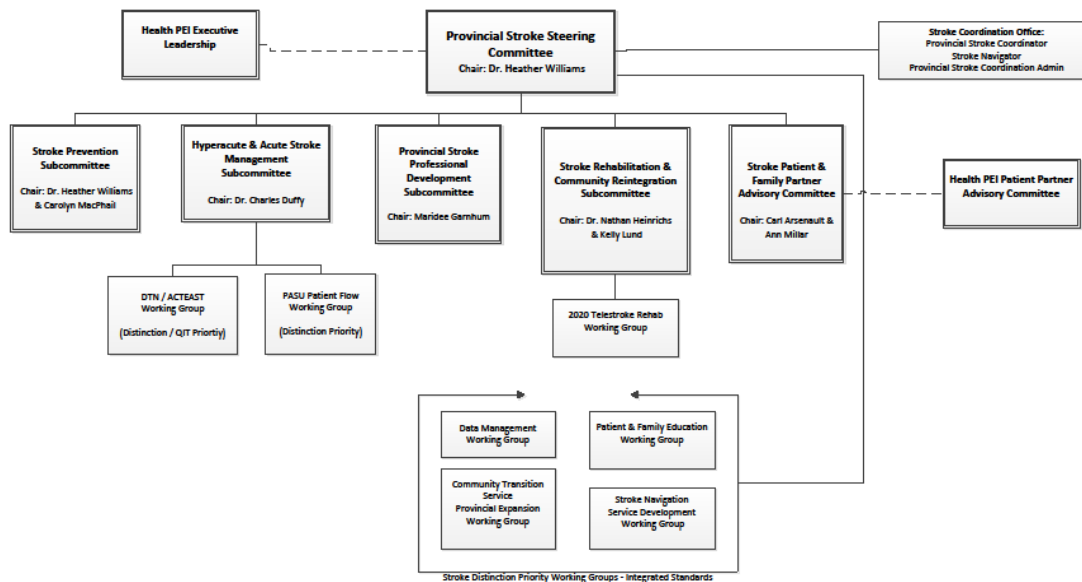 Health PEI Executive
Leadership
Provincial Stroke Steering
Committee
Chair: Dr. Heather Williams
Stroke Coordination Office:
Provincial Stroke Coordinator
Stroke Navigator
Provincial Stroke Coordination Admin
Stroke Prevention
Subcommittee
Chair: Dr. Heather Williams
& Carolyn MacPhail
Hyperacute & Acute Stroke
Management
Subcommittee
Chair: Dr. Charles Duffy
Provincial Stroke
Professional
Development
Subcommittee
Chair: Maridee Garnhum
Stroke Rehabilitation &
Community Reintegration
Subcommittee
Chair: Dr. Nathan Heinrichs
& Kelly Lund
Stroke Patient &
Family Partner
Advisory Committee
Chair: Carl Arsenault &
Ann Millar
Health PEI Patient Partner
Advisory Committee
DTN / ACTEAST
Working Group
(Distinction / QIT Priortiy)
PASU Patient Flow
Working Group
(Distinction Priority)
2020 Telestroke Rehab
Working Group
Data Management
Working Group
Patient & Family Education
Working Group
Community Transition
Service
Provincial Expansion
Working Group
Stroke Navigation
Service Development
Working Group
Stroke Distinction Priority Working Groups - Integrated Standards